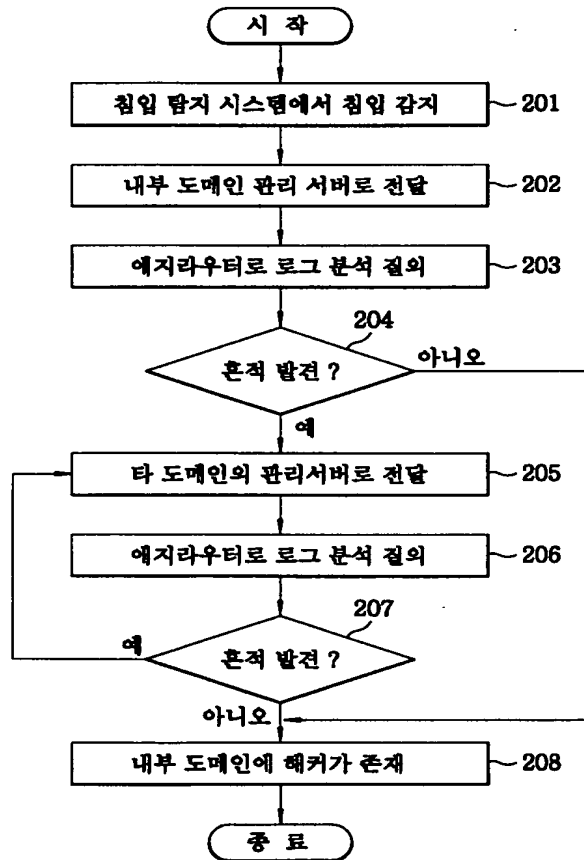 시 작
침입 탐지 시스템에서 침입 감지
201
내부 도메인 관리 서버로 전달
202
에지라우터로 로그 분석 질의
203
204
흔적 발견 ?
아니오
예
타 도메인의 관리서버로 전달
205
에지라우터로 로그 분석 질의
206
207
예
흔적 발견 ?
아니오
내부 도메인에 해커가 존재
208
종 료